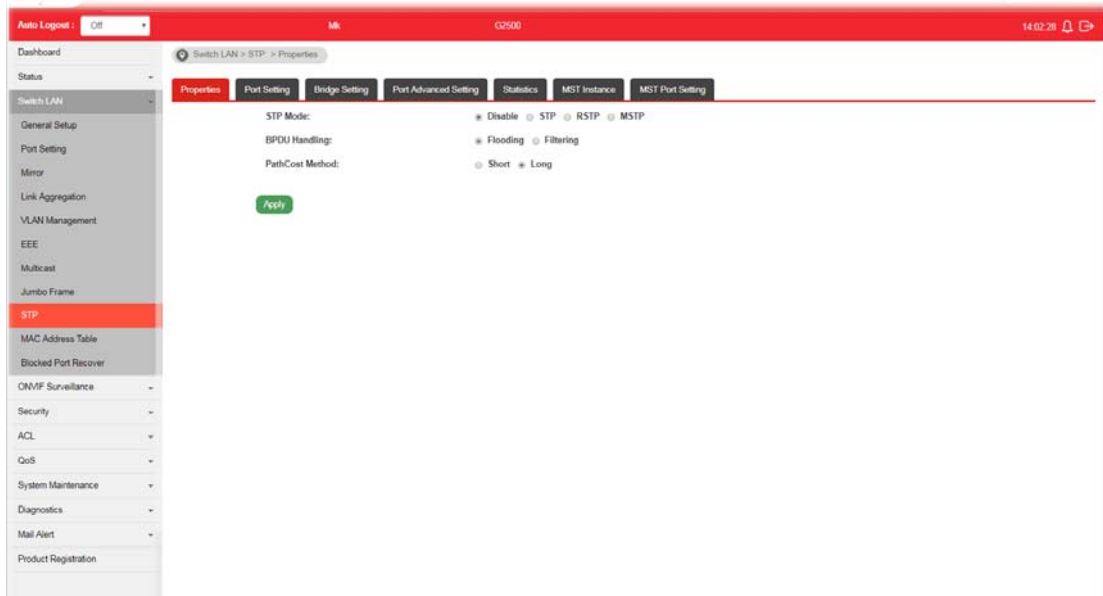 Auto Logout : Off Mk G2500 14:02:28
Dashboard
Status
Switch LAN
General Setup
Port Setting
Mirror
Link Aggregation
VLAN Management
EEE
Multicast
Jumbo Frame
STP
MAC Address Table
Blocked Port Recover
ONVIF Surveillance
Security
ACL
QoS
System Maintenance
Diagnostics
Mail Alert
Product Registration
Switch LAN > STP > Properties
Properties Port Setting Bridge Setting Port Advanced Setting Statistics MST Instance MST Port Setting
STP Mode: Disable STP RSTP MSTP
BPDU Handling: Flooding Filtering
PathCost Method: Short Long
Apply